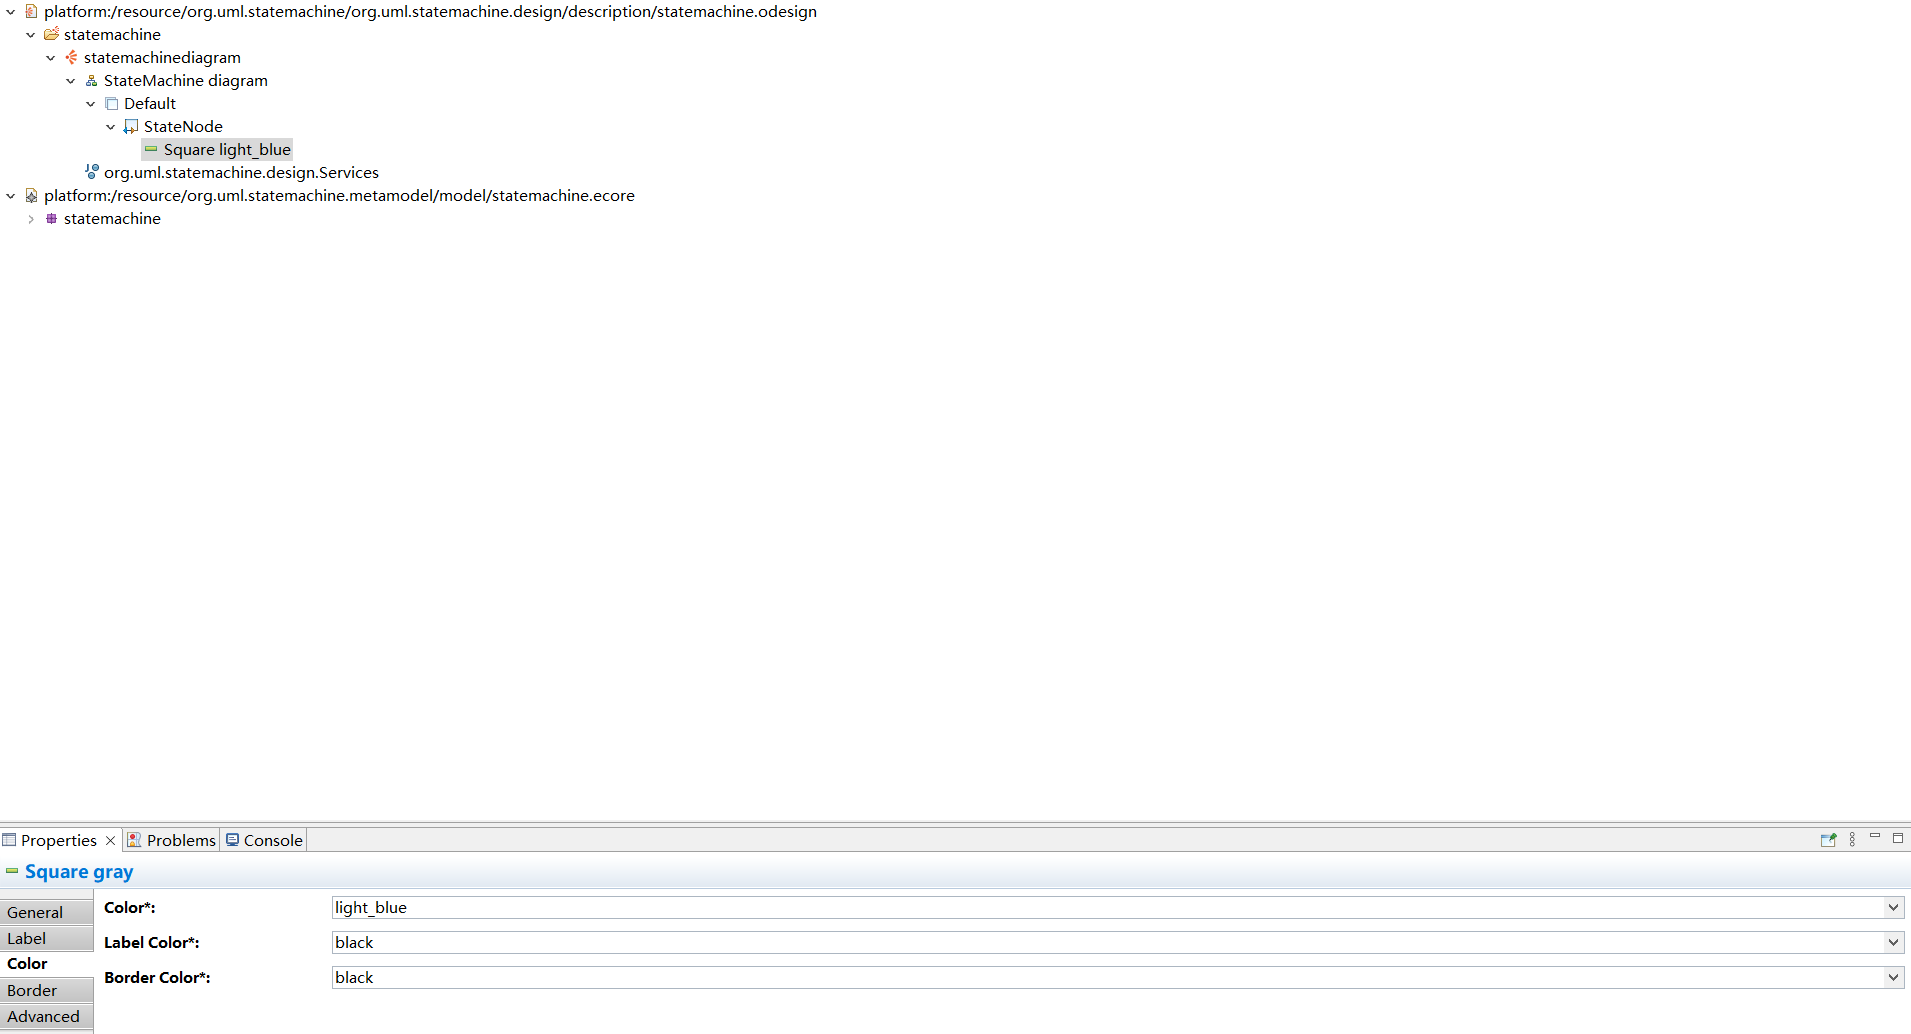 platform:/resource/org.uml.statemachine/org.uml.statemachine.design/description/statemachine.odesign
statemachine
statemachinediagram
StateMachine diagram
Default
StateNode
Square light_blue
org.uml.statemachine.design.Services
platform:/resource/org.uml.statemachine.metamodel/model/statemachine.ecore
statemachine
Properties Problems Console
Square gray
General
Label
Color
Border
Advanced
Color*: light_blue
Label Color*: black
Border Color*: black